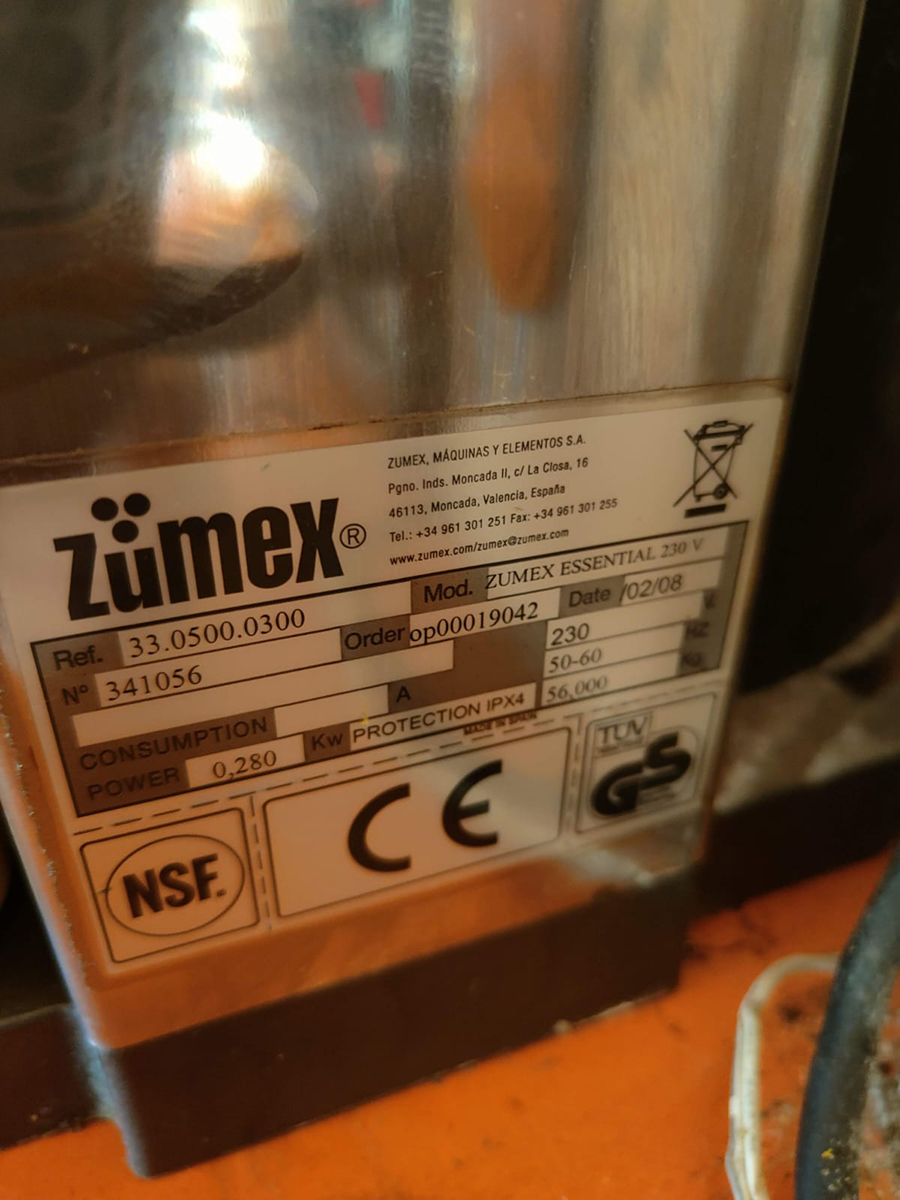 zümex®
ZUMEX, MÁQUINAS Y ELEMENTOS S.A.
Pgno. Inds. Moncada II, c/ La Closa, 16
46113, Moncada, Valencia, España
Tel.: +34 961 301 251 Fax: +34 961 301 255
www.zumex.com/zumex@zumex.com
Ref. 33.0500.0300 Mod. ZUMEX ESSENTIAL 230 V
Nº 341056 Order op00019042 Date /02/08
230 V
50-60 HZ
CONSUMPTION A 56,000 Kg.
POWER 0,280 Kw PROTECTION IPX4
MADE IN SPAIN
NSF.
CE
TUV
GS